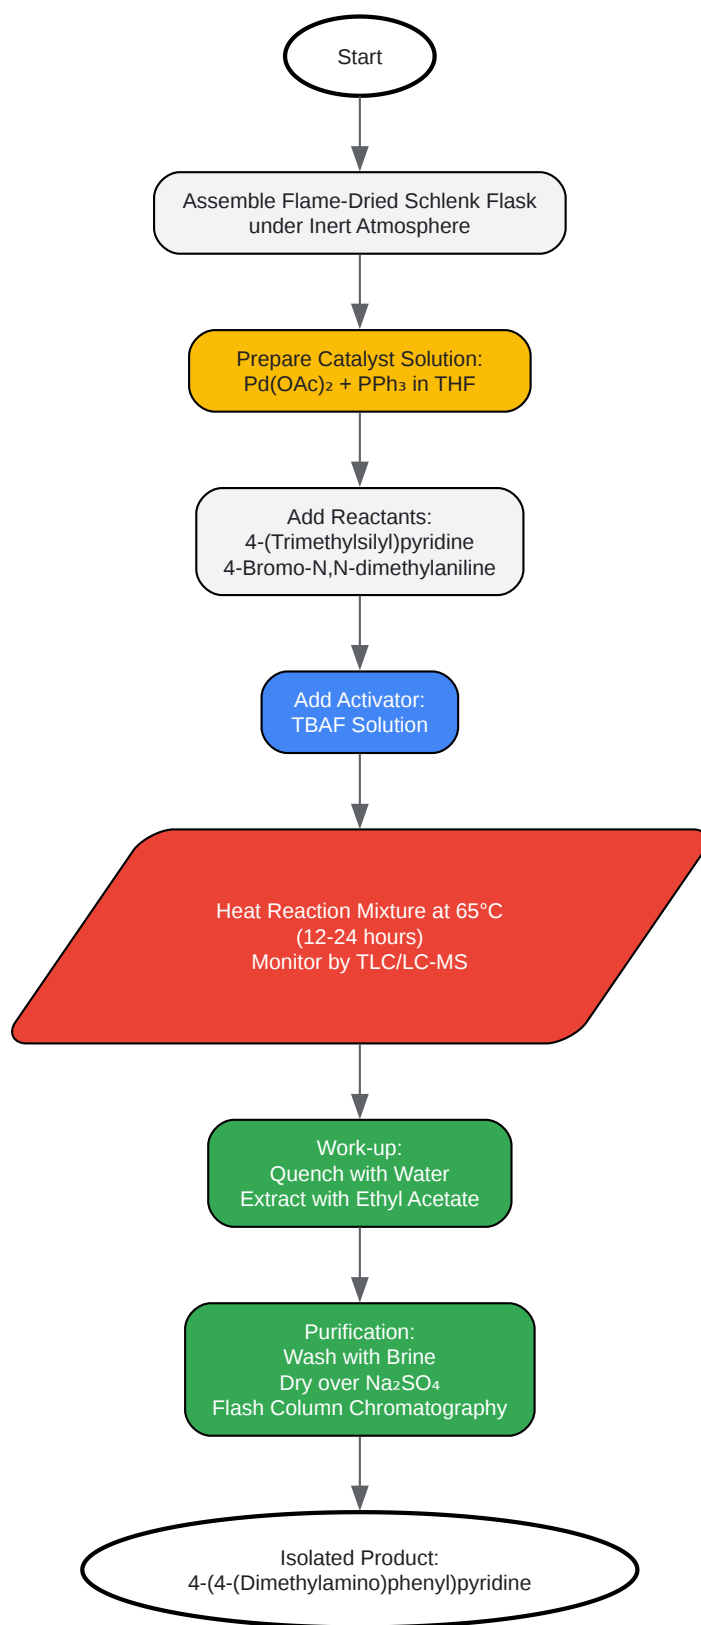 Start
Assemble Flame-Dried Schlenk Flask
under Inert Atmosphere
Prepare Catalyst Solution:
Pd(OAc)₂ + PPh₃ in THF
Add Reactants:
4-(Trimethylsilyl)pyridine
4-Bromo-N,N-dimethylaniline
Add Activator:
TBAF Solution
Heat Reaction Mixture at 65°C
(12-24 hours)
Monitor by TLC/LC-MS
Work-up:
Quench with Water
Extract with Ethyl Acetate
Purification:
Wash with Brine
Dry over Na₂SO₄
Flash Column Chromatography
Isolated Product:
4-(4-(Dimethylamino)phenyl)pyridine